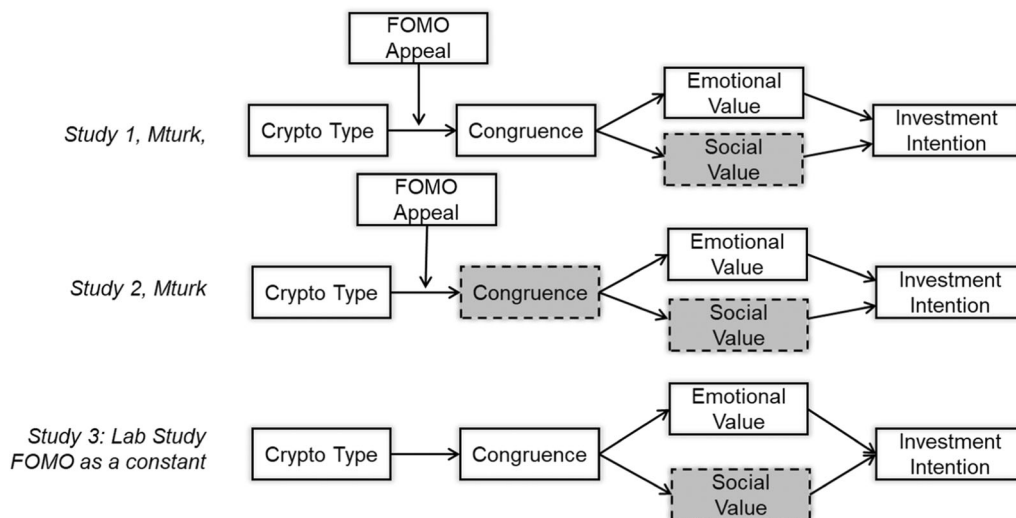 FOMO
Appeal
Study 1, Mturk,
Crypto Type
Congruence
Emotional
Value
Social
Value
Investment
Intention
FOMO
Appeal
Study 2, Mturk
Crypto Type
Congruence
Emotional
Value
Social
Value
Investment
Intention
Study 3: Lab Study
FOMO as a constant
Crypto Type
Congruence
Emotional
Value
Social
Value
Investment
Intention